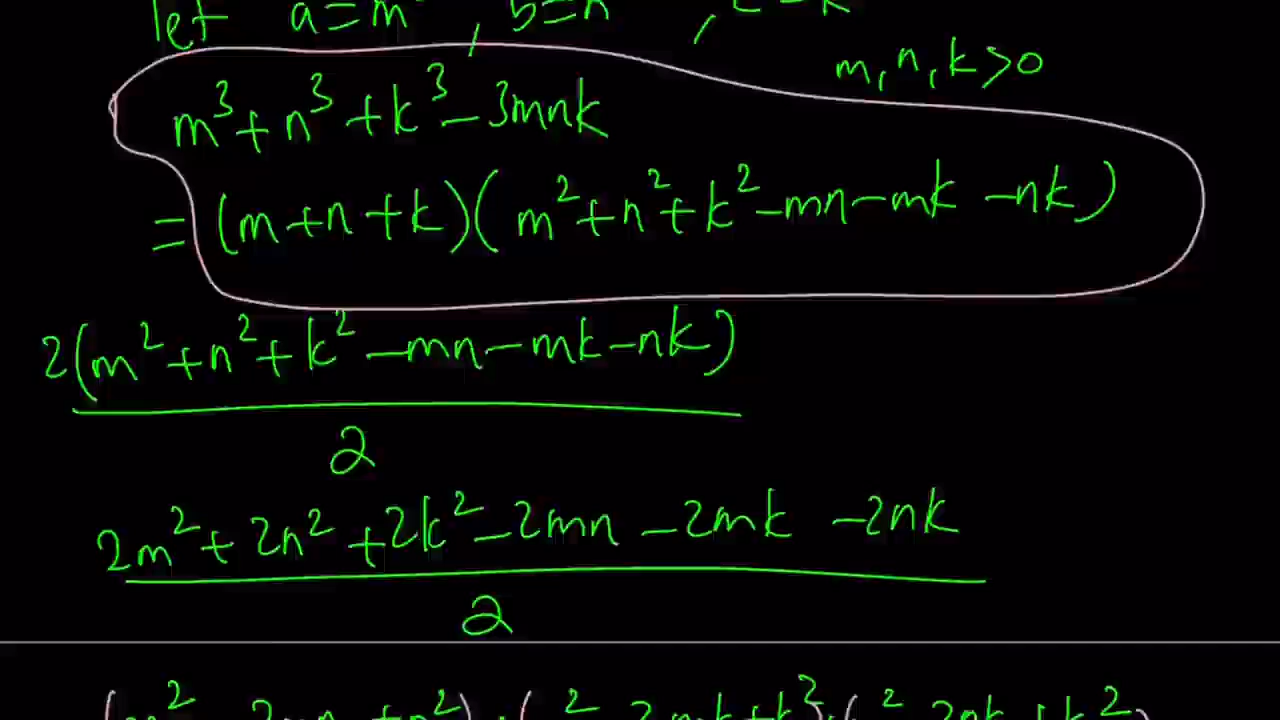 let a=m , b=n , c=k
m,n,k>0
m³+n³+k³-3mnk
=(m+n+k)(m²+n²+k²-mn-mk-nk)
2(m²+n²+k²-mn-mk-nk)
2
2m²+2n²+2k²-2mn-2mk-2nk
2